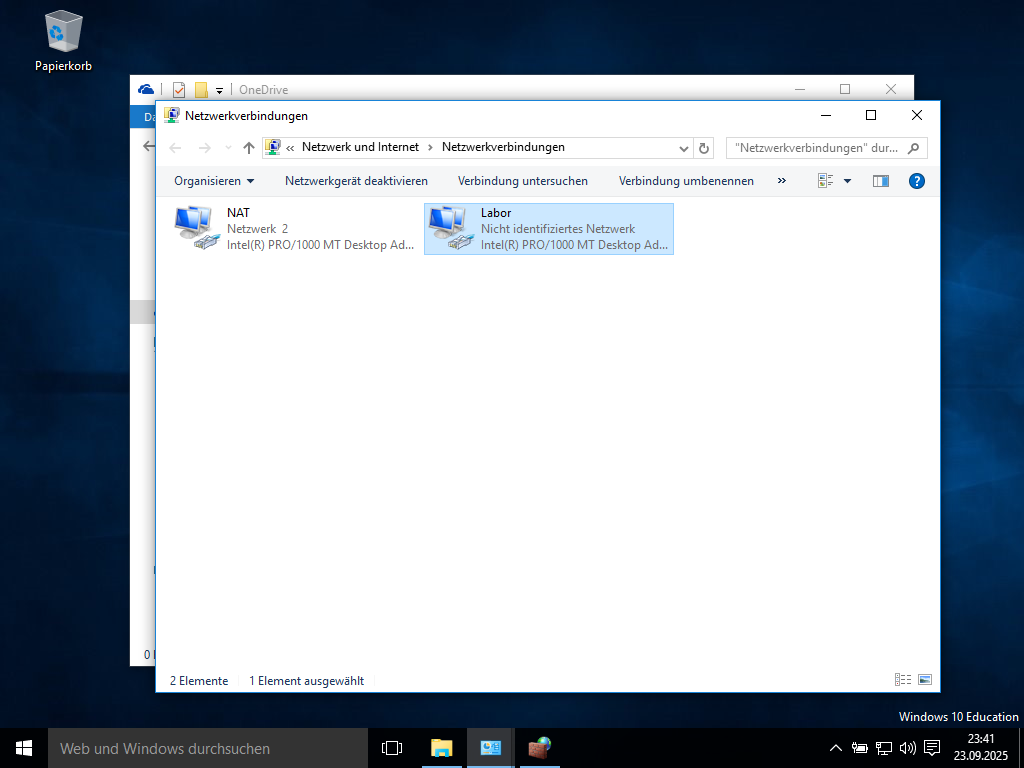 Papierkorb
OneDrive
Netzwerkverbindungen
« Netzwerk und Internet › Netzwerkverbindungen
"Netzwerkverbindungen" dur...
Organisieren
Netzwerkgerät deaktivieren
Verbindung untersuchen
Verbindung umbenennen
»
NAT
Netzwerk 2
Intel(R) PRO/1000 MT Desktop Ad...
Labor
Nicht identifiziertes Netzwerk
Intel(R) PRO/1000 MT Desktop Ad...
2 Elemente
1 Element ausgewählt
Windows 10 Education
Web und Windows durchsuchen
23:41
23.09.2025